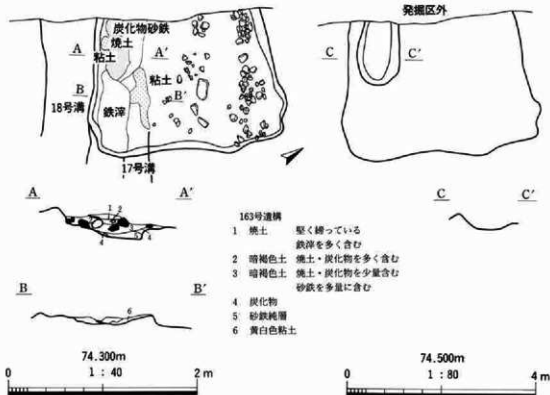 発掘区外
炭化物砂鉄
焼土
A
粘土
A'
粘土
B
B'
18号溝
鉄滓
17号溝
C
C'
A
A'
1
2
4
5
4
163号遺構
1 焼土 堅く締っている
鉄滓を多く含む
2 暗褐色土 焼土・炭化物を多く含む
3 暗褐色土 焼土・炭化物を少量含む
砂鉄を多量に含む
4 炭化物
5 砂鉄純層
6 黄白色粘土
C
C'
B
B'
6
74.300m
1：40
0
2 m
74.500m
1：80
0
4 m